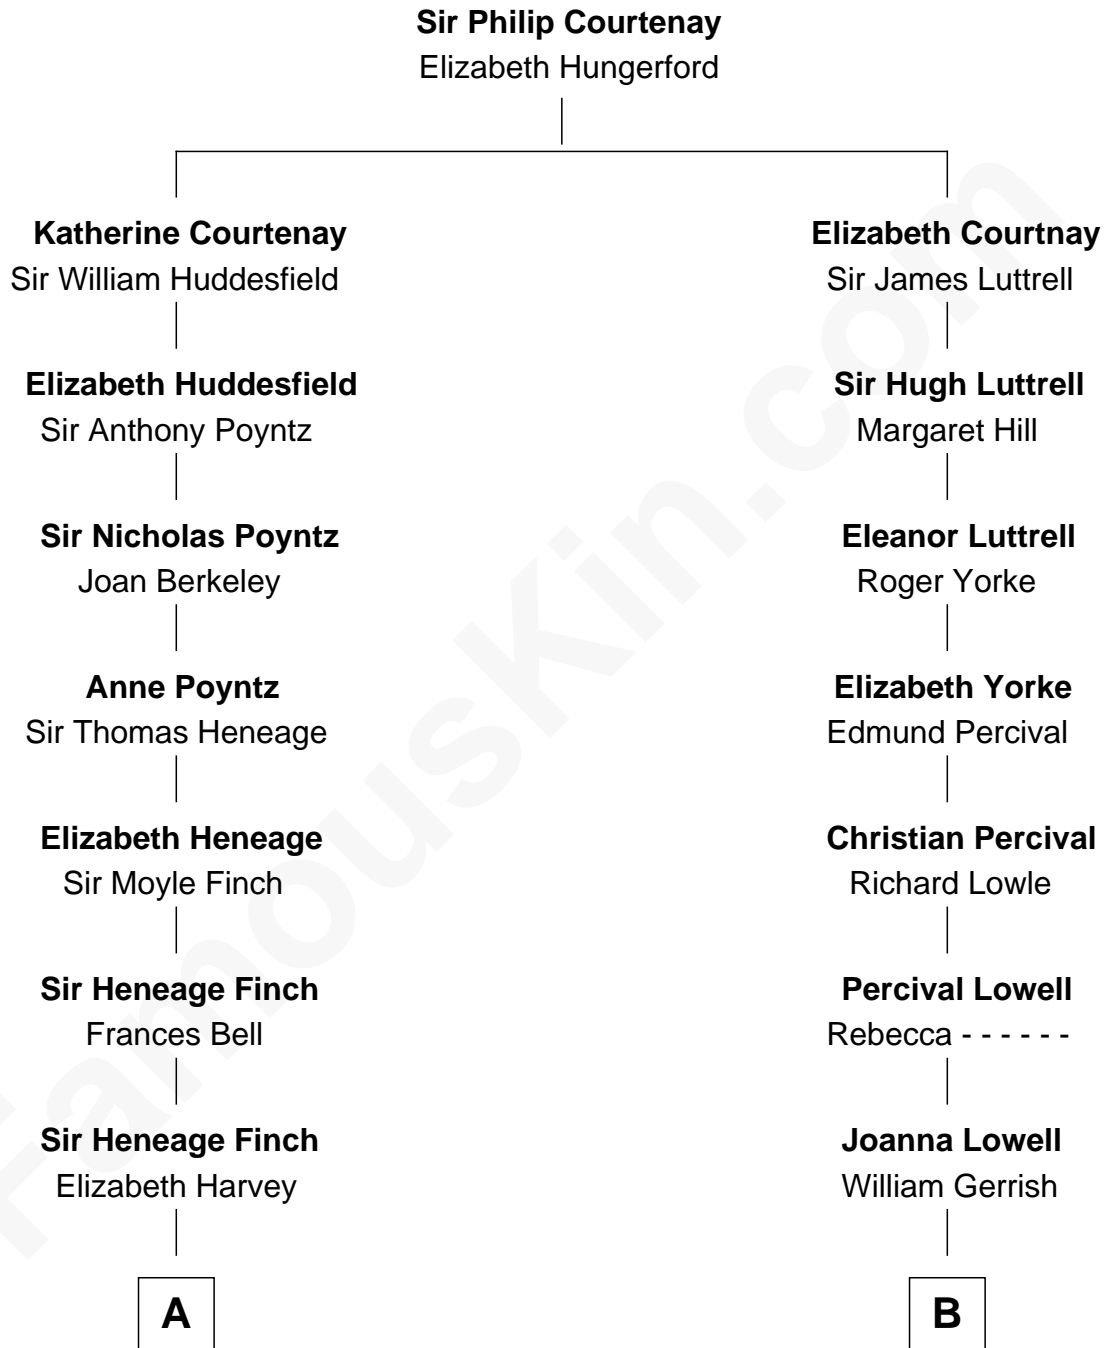 Sir Philip Courtenay
Elizabeth Hungerford
Katherine Courtenay
Sir William Huddesfield
Elizabeth Courtnay
Sir James Luttrell
Elizabeth Huddesfield
Sir Anthony Poyntz
Sir Hugh Luttrell
Margaret Hill
Sir Nicholas Poyntz
Joan Berkeley
Eleanor Luttrell
Roger Yorke
Anne Poyntz
Sir Thomas Heneage
Elizabeth Yorke
Edmund Percival
Elizabeth Heneage
Sir Moyle Finch
Christian Percival
Richard Lowle
Sir Heneage Finch
Frances Bell
Percival Lowell
Rebecca - - - - - -
Sir Heneage Finch
Elizabeth Harvey
Joanna Lowell
William Gerrish
A
B
FamousKin.com